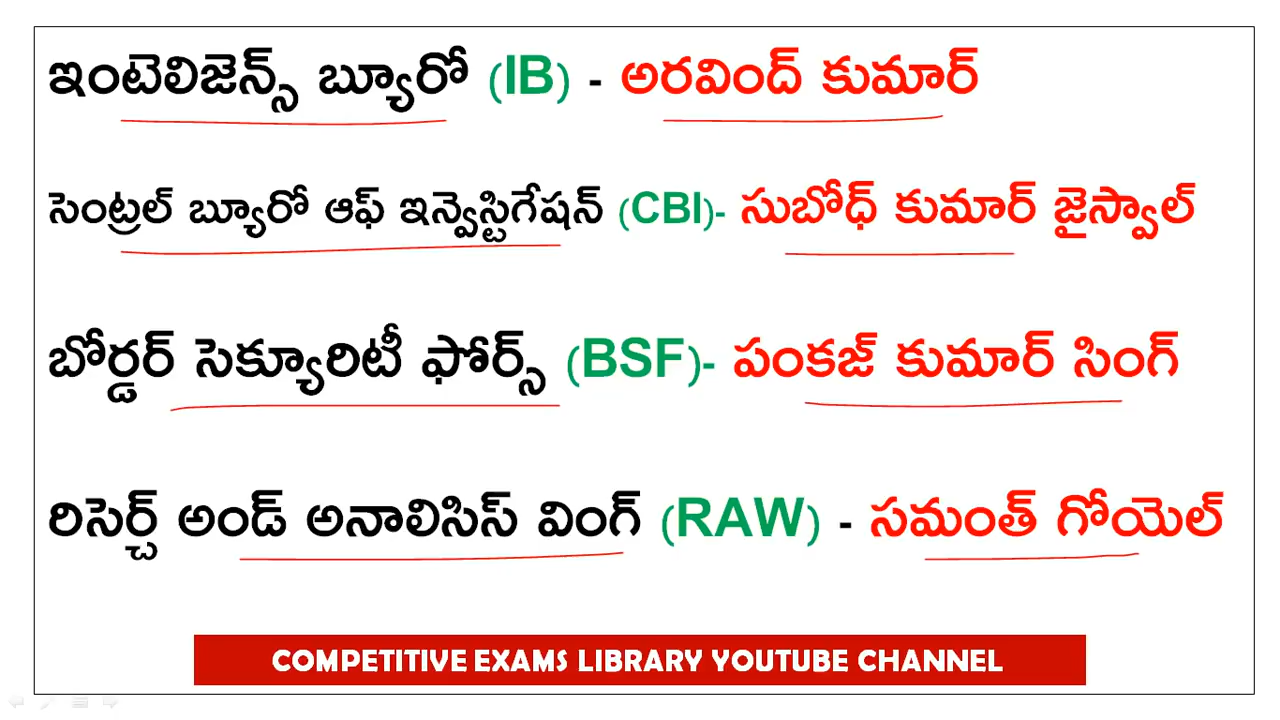 ఇంటెలిజెన్స్ బ్యూరో (IB) - అరవింద్ కుమార్
సెంట్రల్ బ్యూరో ఆఫ్ ఇన్వెస్టిగేషన్ (CBI)- సుబోధ్ కుమార్ జైస్వాల్
బోర్డర్ సెక్యూరిటీ ఫోర్స్ (BSF)- పంకజ్ కుమార్ సింగ్
రిసెర్చ్ అండ్ అనాలిసిస్ వింగ్ (RAW) - సమంత్ గోయెల్
COMPETITIVE EXAMS LIBRARY YOUTUBE CHANNEL